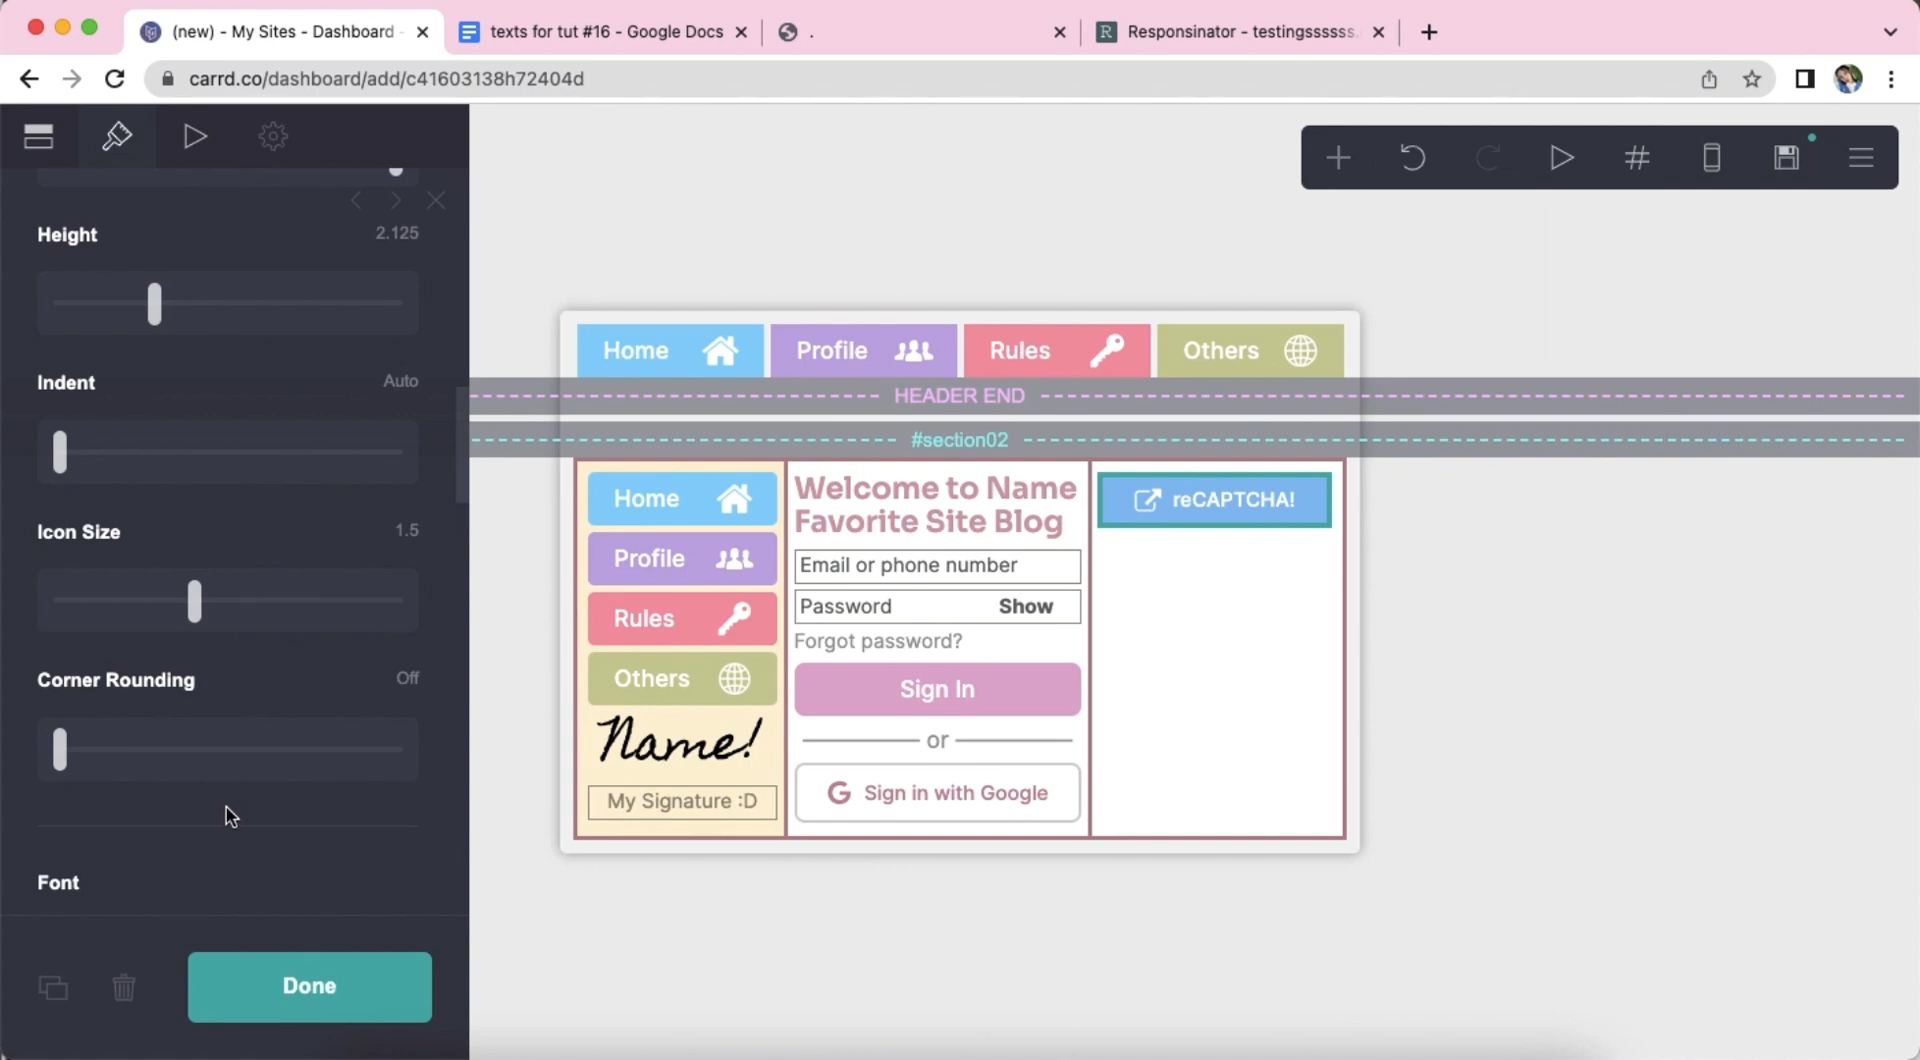 (new) - My Sites - Dashboard -
texts for tut #16 - Google Docs
.
Responsinator - testingssssss.
carrd.co/dashboard/add/c41603138h72404d
Height
2.125
Indent
Auto
Icon Size
1.5
Corner Rounding
Off
Font
Done
Home
Profile
Rules
Others
HEADER END
#section02
Home
Profile
Rules
Others
Name!
My Signature :D
Welcome to Name
Favorite Site Blog
Email or phone number
Password Show
Forgot password?
Sign In
or
G Sign in with Google
reCAPTCHA!